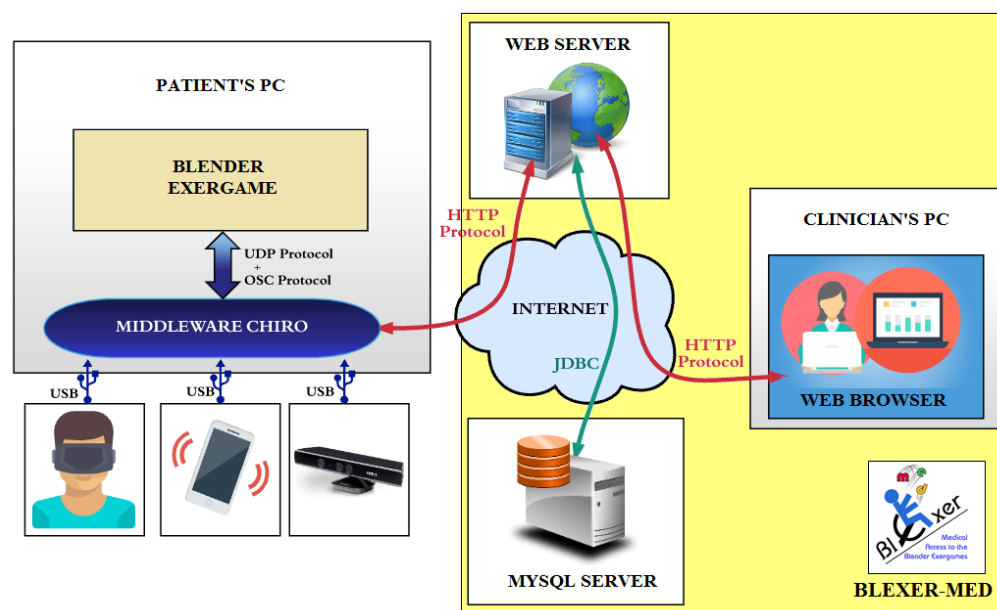 PATIENT'S PC
BLENDER
EXERGAME
UDP Protocol
+
OSC Protocol
MIDDLEWARE CHIRO
USB
USB
USB
WEB SERVER
HTTP
Protocol
INTERNET
JDBC
HTTP
Protocol
MYSQL SERVER
CLINICIAN'S PC
WEB BROWSER
med
Blexer
Medical
Access to the
Blender Exergames
BLEXER-MED